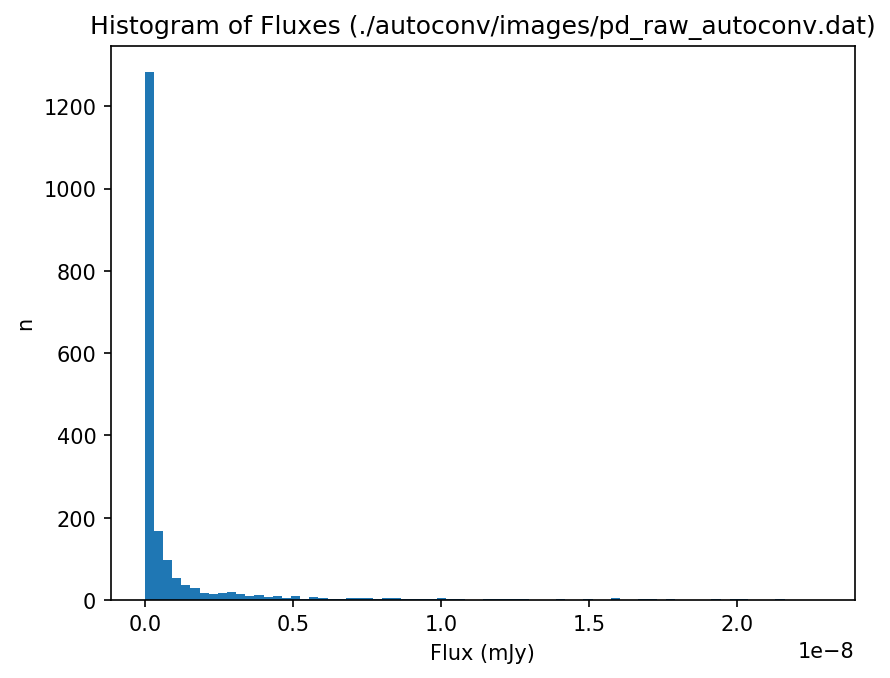 Histogram of Fluxes (./autoconv/images/pd_raw_autoconv.dat)
1200
1000
800
600
400
200
0
n
0.0 0.5 1.0 1.5 2.0
Flux (mJy)
1e−8